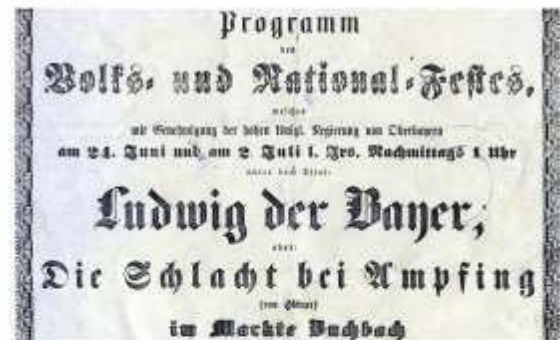 Programm
des
Volks- und National-Festes,
welches
mit Genehmigung der hohen königl. Regierung von Oberbayern
am 24. Juni und am 2 Juli l. Jrs. Nachmittags 1 Uhr
unter dem Titel:
Ludwig der Bayer,
oder:
Die Schlacht bei Ampfing
(von
im Markte Buchbach